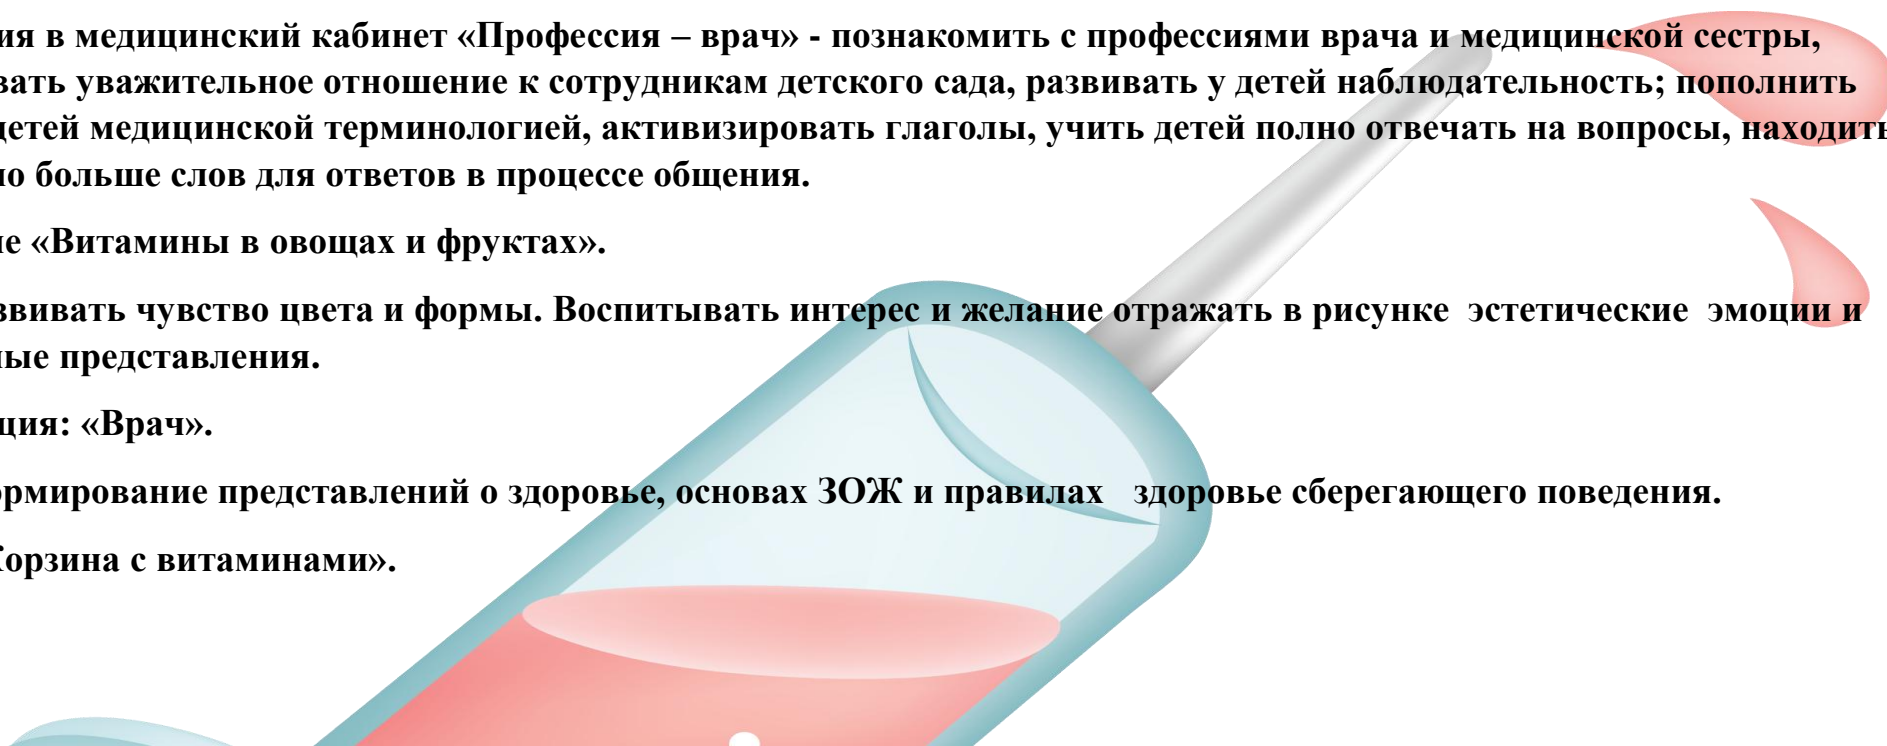 ия в медицинский кабинет «Профессия – врач» - познакомить с профессиями врача и медицинской сестры,
вать уважительное отношение к сотрудникам детского сада, развивать у детей наблюдательность; пополнить
детей медицинской терминологией, активизировать глаголы, учить детей полно отвечать на вопросы, находить
но больше слов для ответов в процессе общения.
ие «Витамины в овощах и фруктах».
звивать чувство цвета и формы. Воспитывать интерес и желание отражать в рисунке эстетические эмоции и
ные представления.
ция: «Врач».
ормирование представлений о здоровье, основах ЗОЖ и правилах здоровье сберегающего поведения.
Корзина с витаминами».